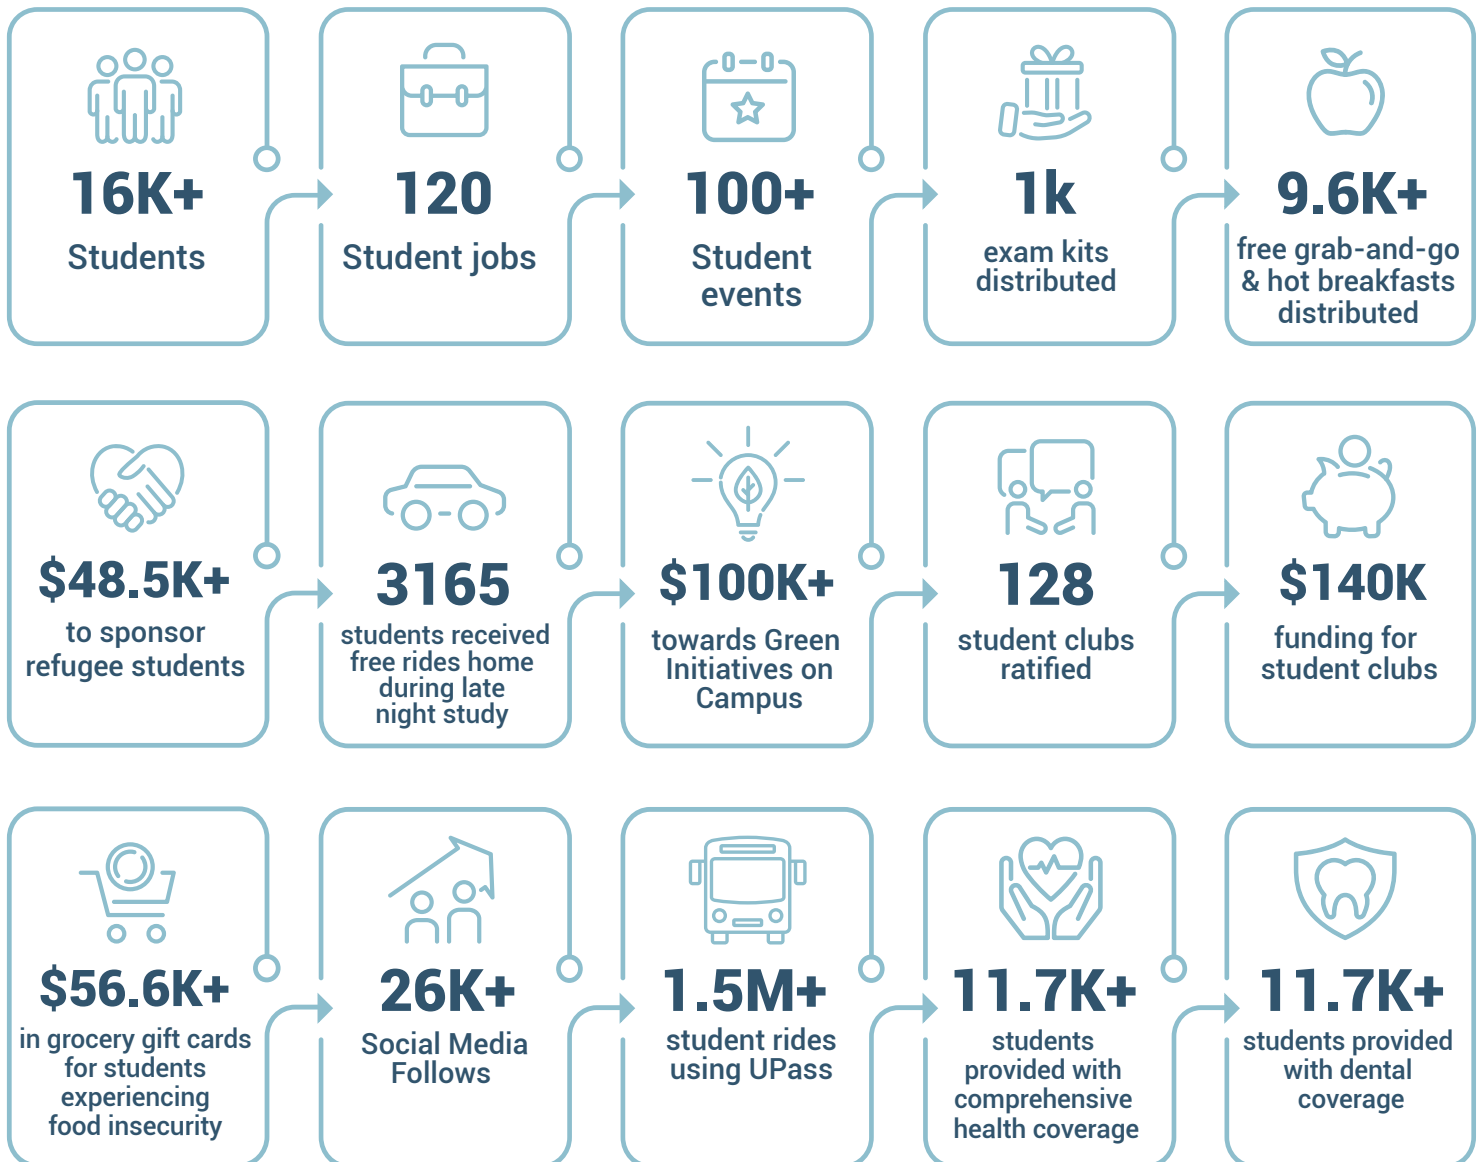 16K+
Students
120
Student jobs
100+
Student
events
1k
exam kits
distributed
9.6K+
free grab-and-go
& hot breakfasts
distributed
$48.5K+
to sponsor
refugee students
3165
students received
free rides home
during late
night study
$100K+
towards Green
Initiatives on
Campus
128
student clubs
ratified
$140K
funding for
student clubs
$56.6K+
in grocery gift cards
for students
experiencing
food insecurity
26K+
Social Media
Follows
1.5M+
student rides
using UPass
11.7K+
students
provided with
comprehensive
health coverage
11.7K+
students provided
with dental
coverage